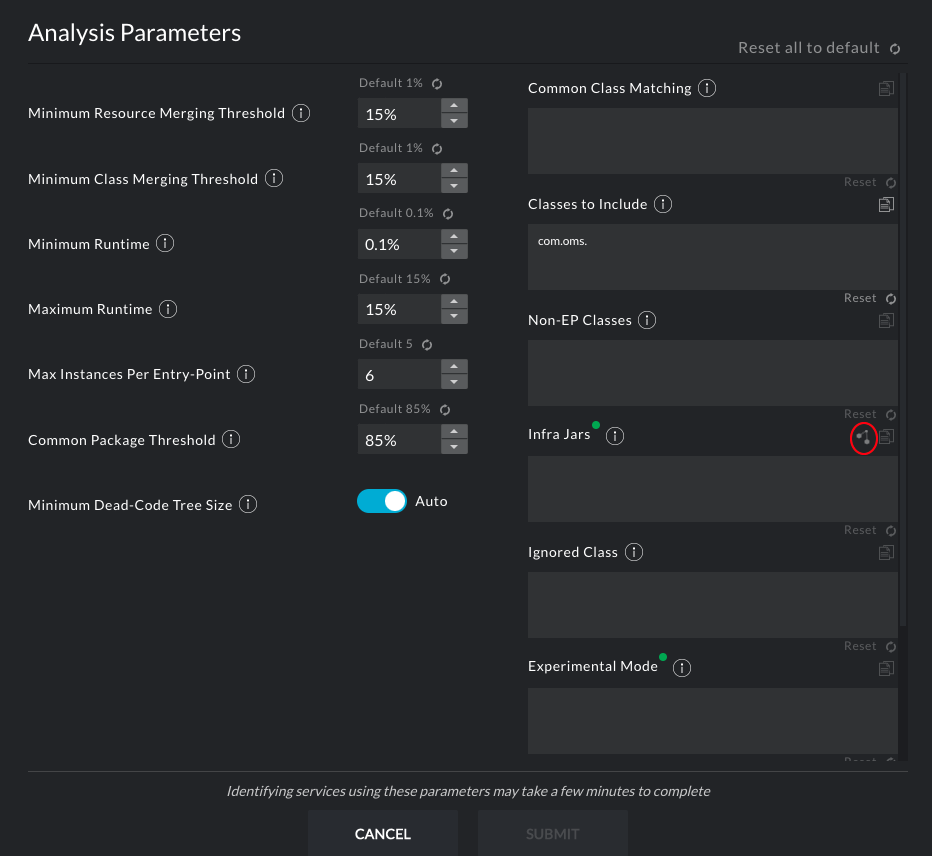 Analysis Parameters
Reset all to default
Default 1%
Minimum Resource Merging Threshold
15%
Default 1%
Minimum Class Merging Threshold
15%
Default 0.1%
Minimum Runtime
0.1%
Default 15%
Maximum Runtime
15%
Default 5
Max Instances Per Entry-Point
6
Default 85%
Common Package Threshold
85%
Minimum Dead-Code Tree Size
Auto
Common Class Matching
Reset
Classes to Include
com.oms.
Reset
Non-EP Classes
Reset
Infra Jars
Reset
Ignored Class
Reset
Experimental Mode
Reset
Identifying services using these parameters may take a few minutes to complete
CANCEL
SUBMIT